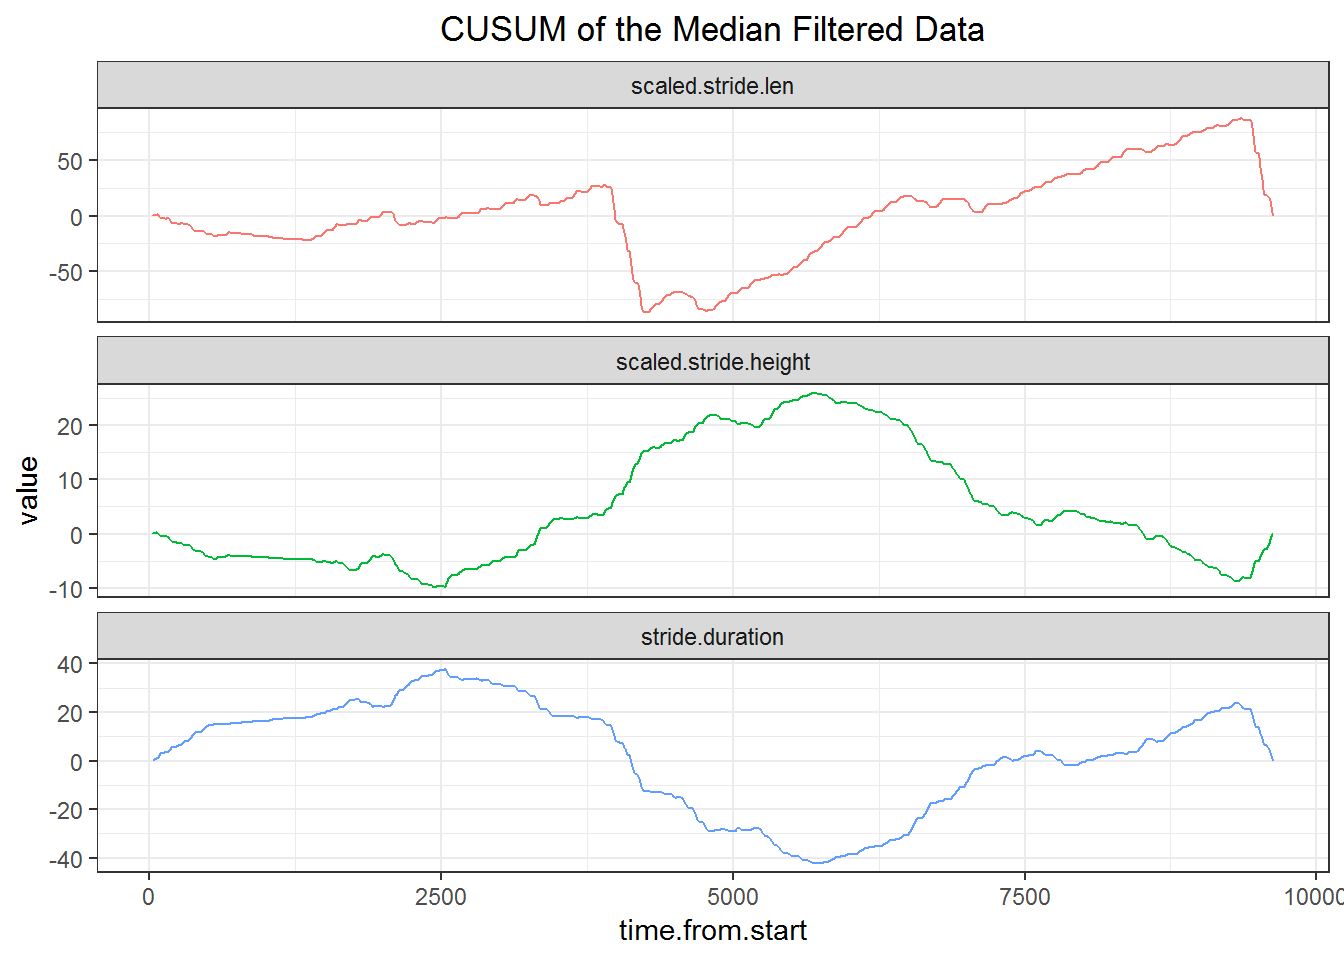 CUSUM of the Median Filtered Data
scaled.stride.len
50
0
-50
scaled.stride.height
20
10
0
-10
value
stride.duration
40
20
0
-20
-40
0 2500 5000 7500 10000
time.from.start